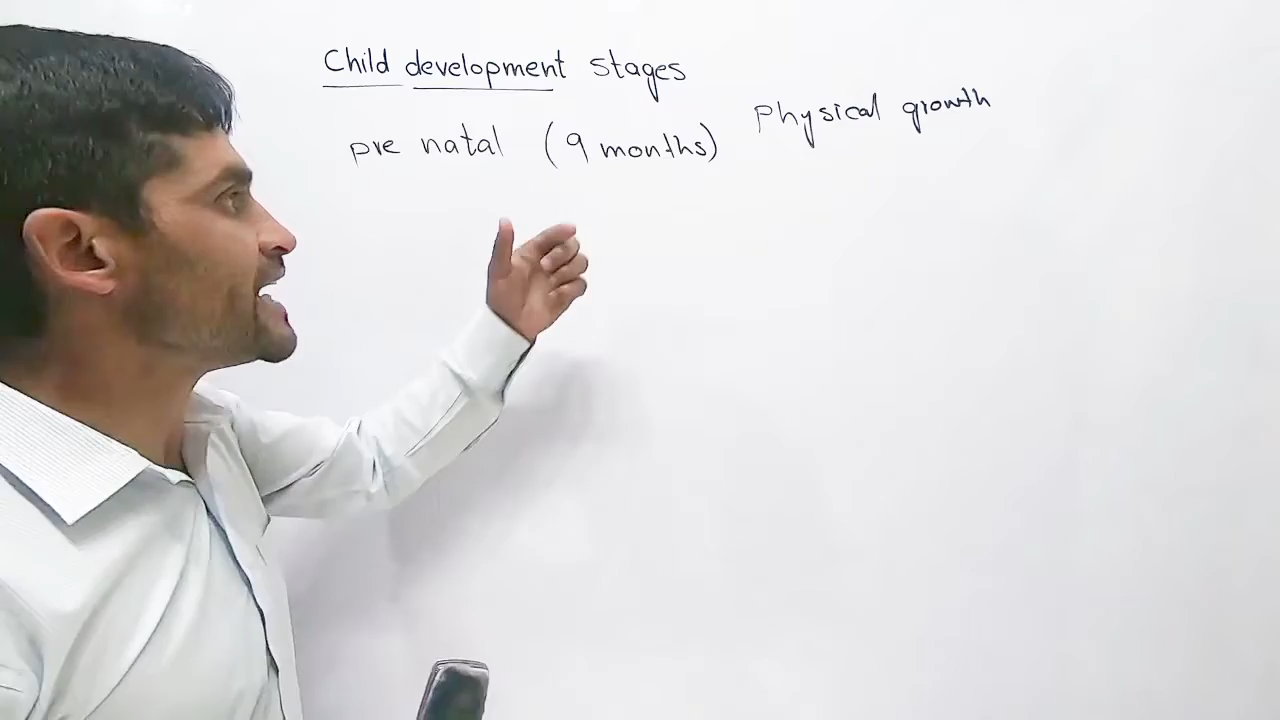 Child development stages
pre natal (9 months)
physical growth